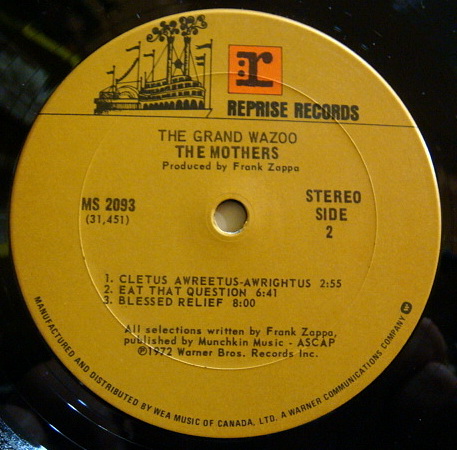 r
REPRISE RECORDS
THE GRAND WAZOO
THE MOTHERS
Produced by Frank Zappa
MS 2093
(31,451)
STEREO
SIDE
2
1. CLETUS AWREETUS-AWRIGHTUS 2:55
2. EAT THAT QUESTION 6:41
3. BLESSED RELIEF 8:00
All selections written by Frank Zappa,
published by Munchkin Music - ASCAP
℗1972 Warner Bros. Records Inc.
MANUFACTURED AND DISTRIBUTED BY WEA MUSIC OF CANADA, LTD. A WARNER COMMUNICATIONS COMPANY